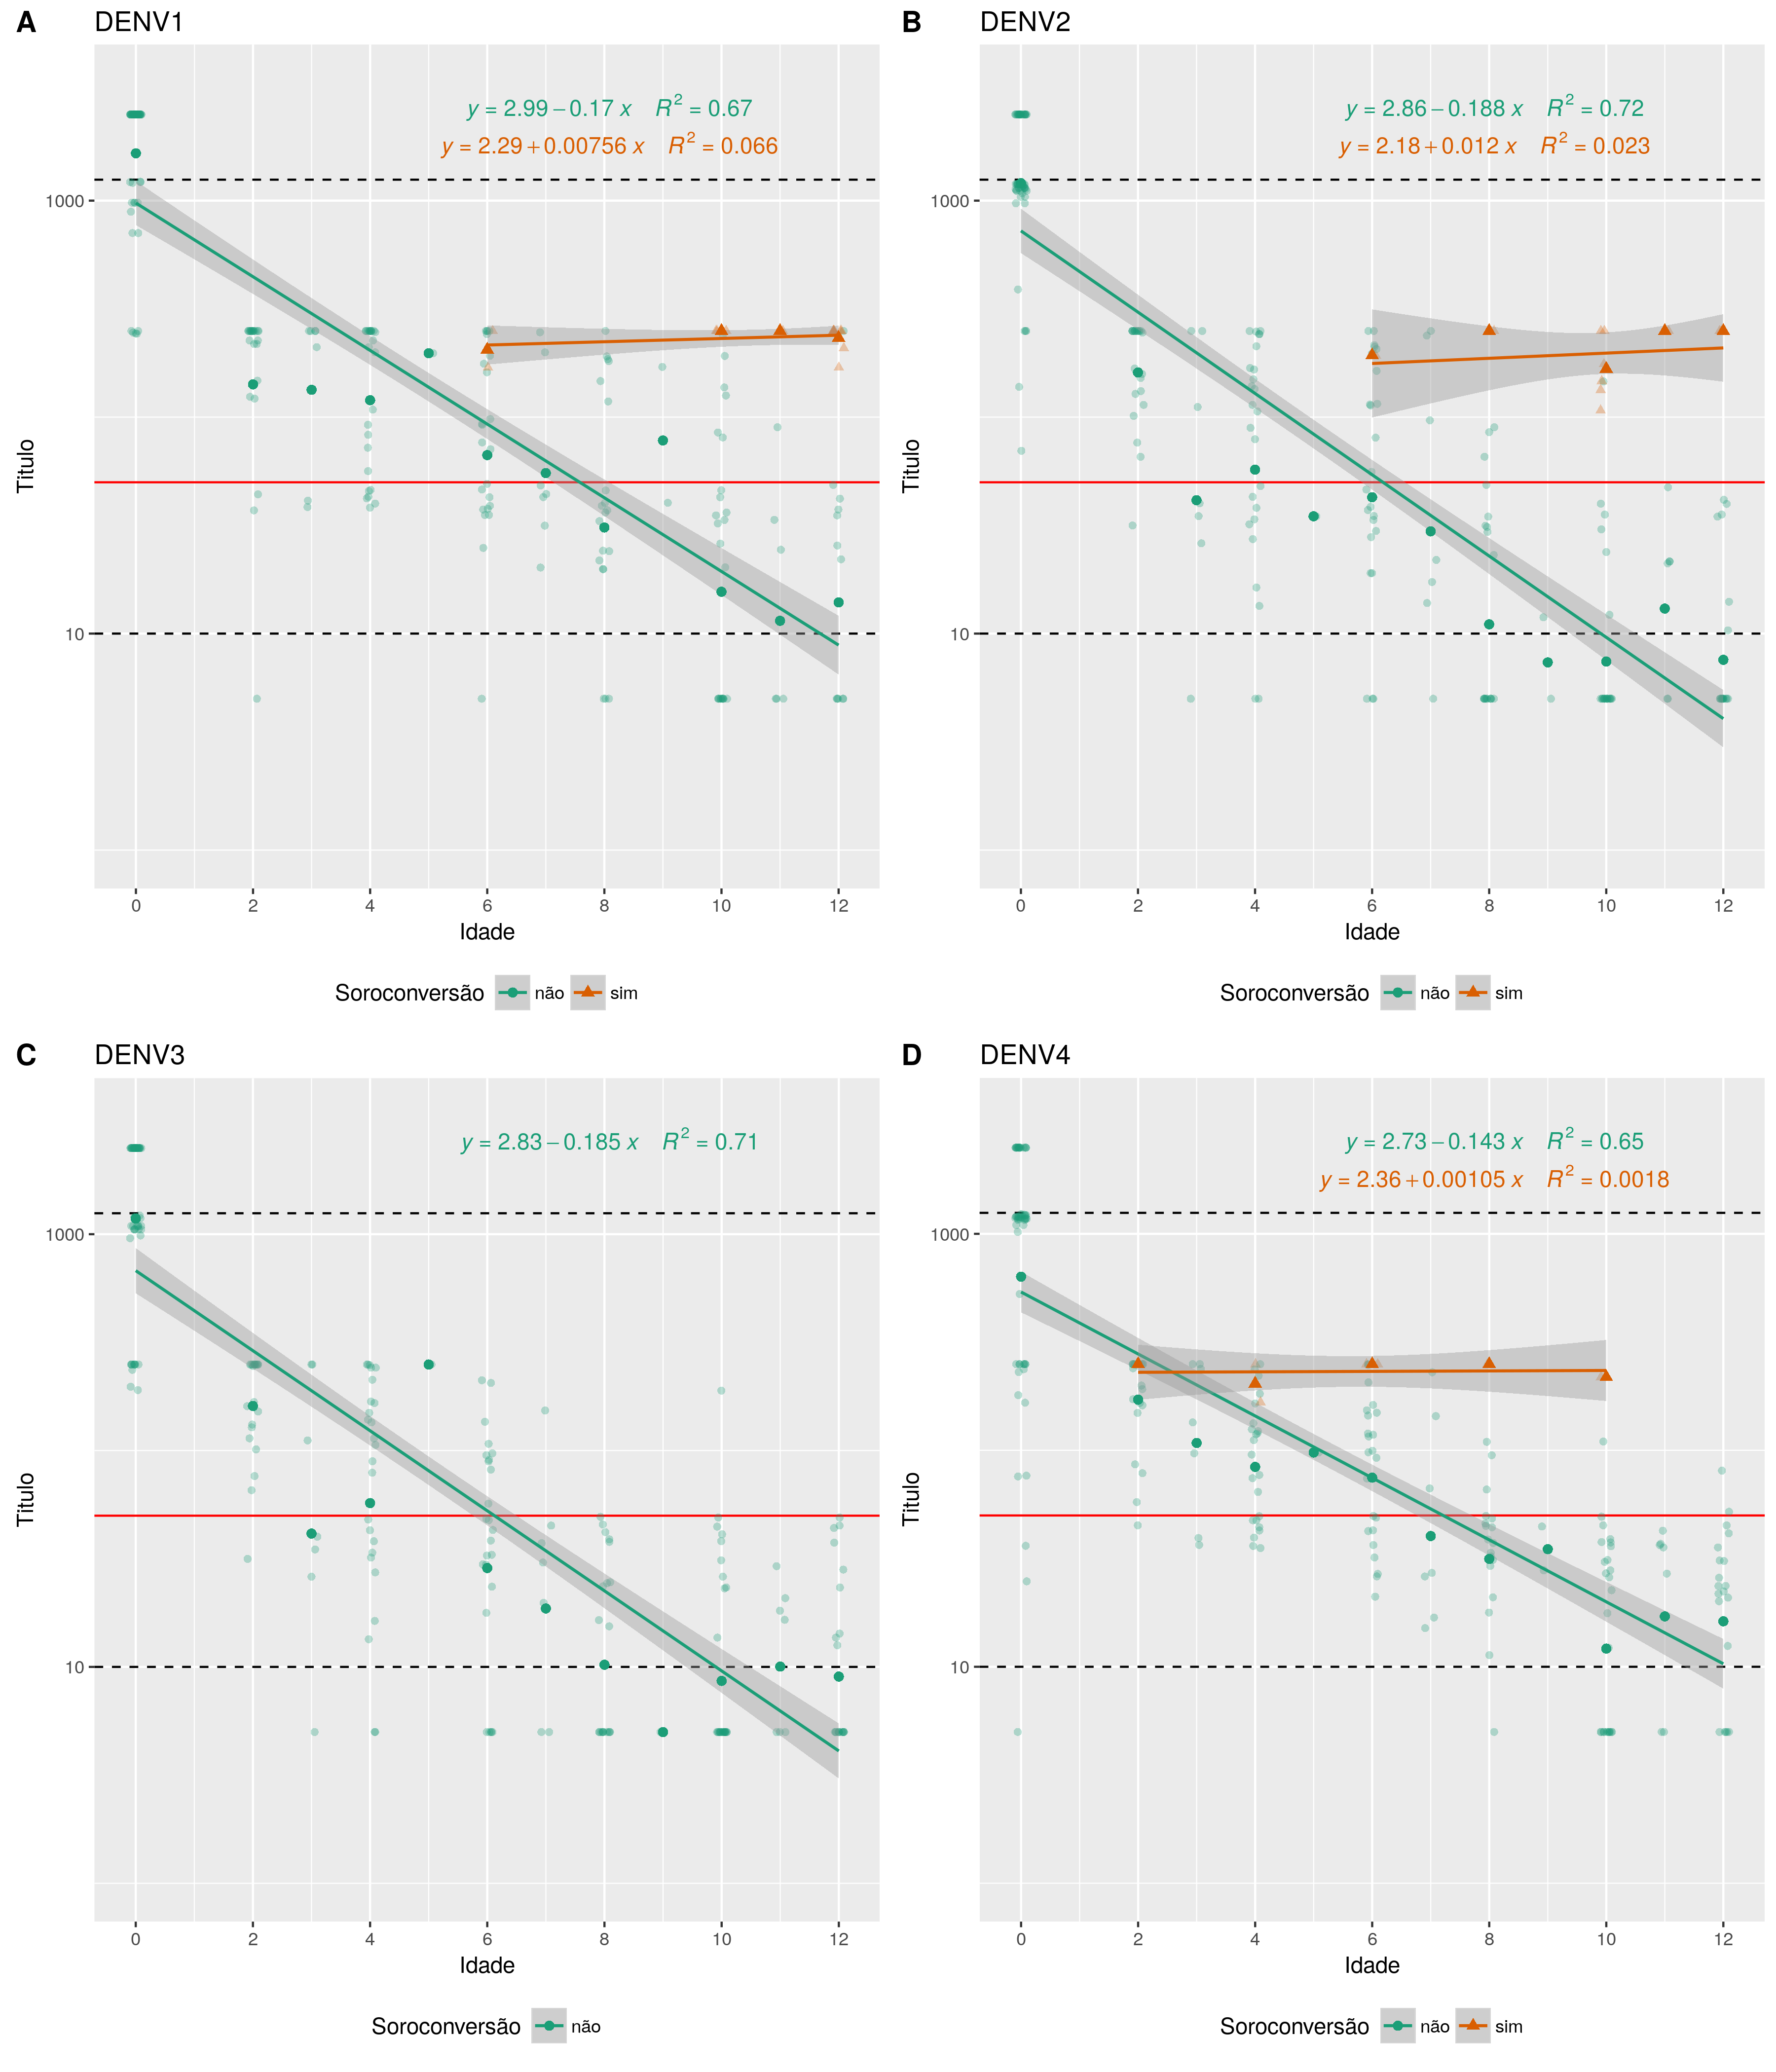 A DENV1
y = 2.99 − 0.17 x R² = 0.67
y = 2.29 + 0.00756 x R² = 0.066
1000
10
Titulo
0 2 4 6 8 10 12
Idade
Soroconversão não sim
B DENV2
y = 2.86 − 0.188 x R² = 0.72
y = 2.18 + 0.012 x R² = 0.023
1000
10
Titulo
0 2 4 6 8 10 12
Idade
Soroconversão não sim
C DENV3
y = 2.83 − 0.185 x R² = 0.71
1000
10
Titulo
0 2 4 6 8 10 12
Idade
Soroconversão não
D DENV4
y = 2.73 − 0.143 x R² = 0.65
y = 2.36 + 0.00105 x R² = 0.0018
1000
10
Titulo
0 2 4 6 8 10 12
Idade
Soroconversão não sim